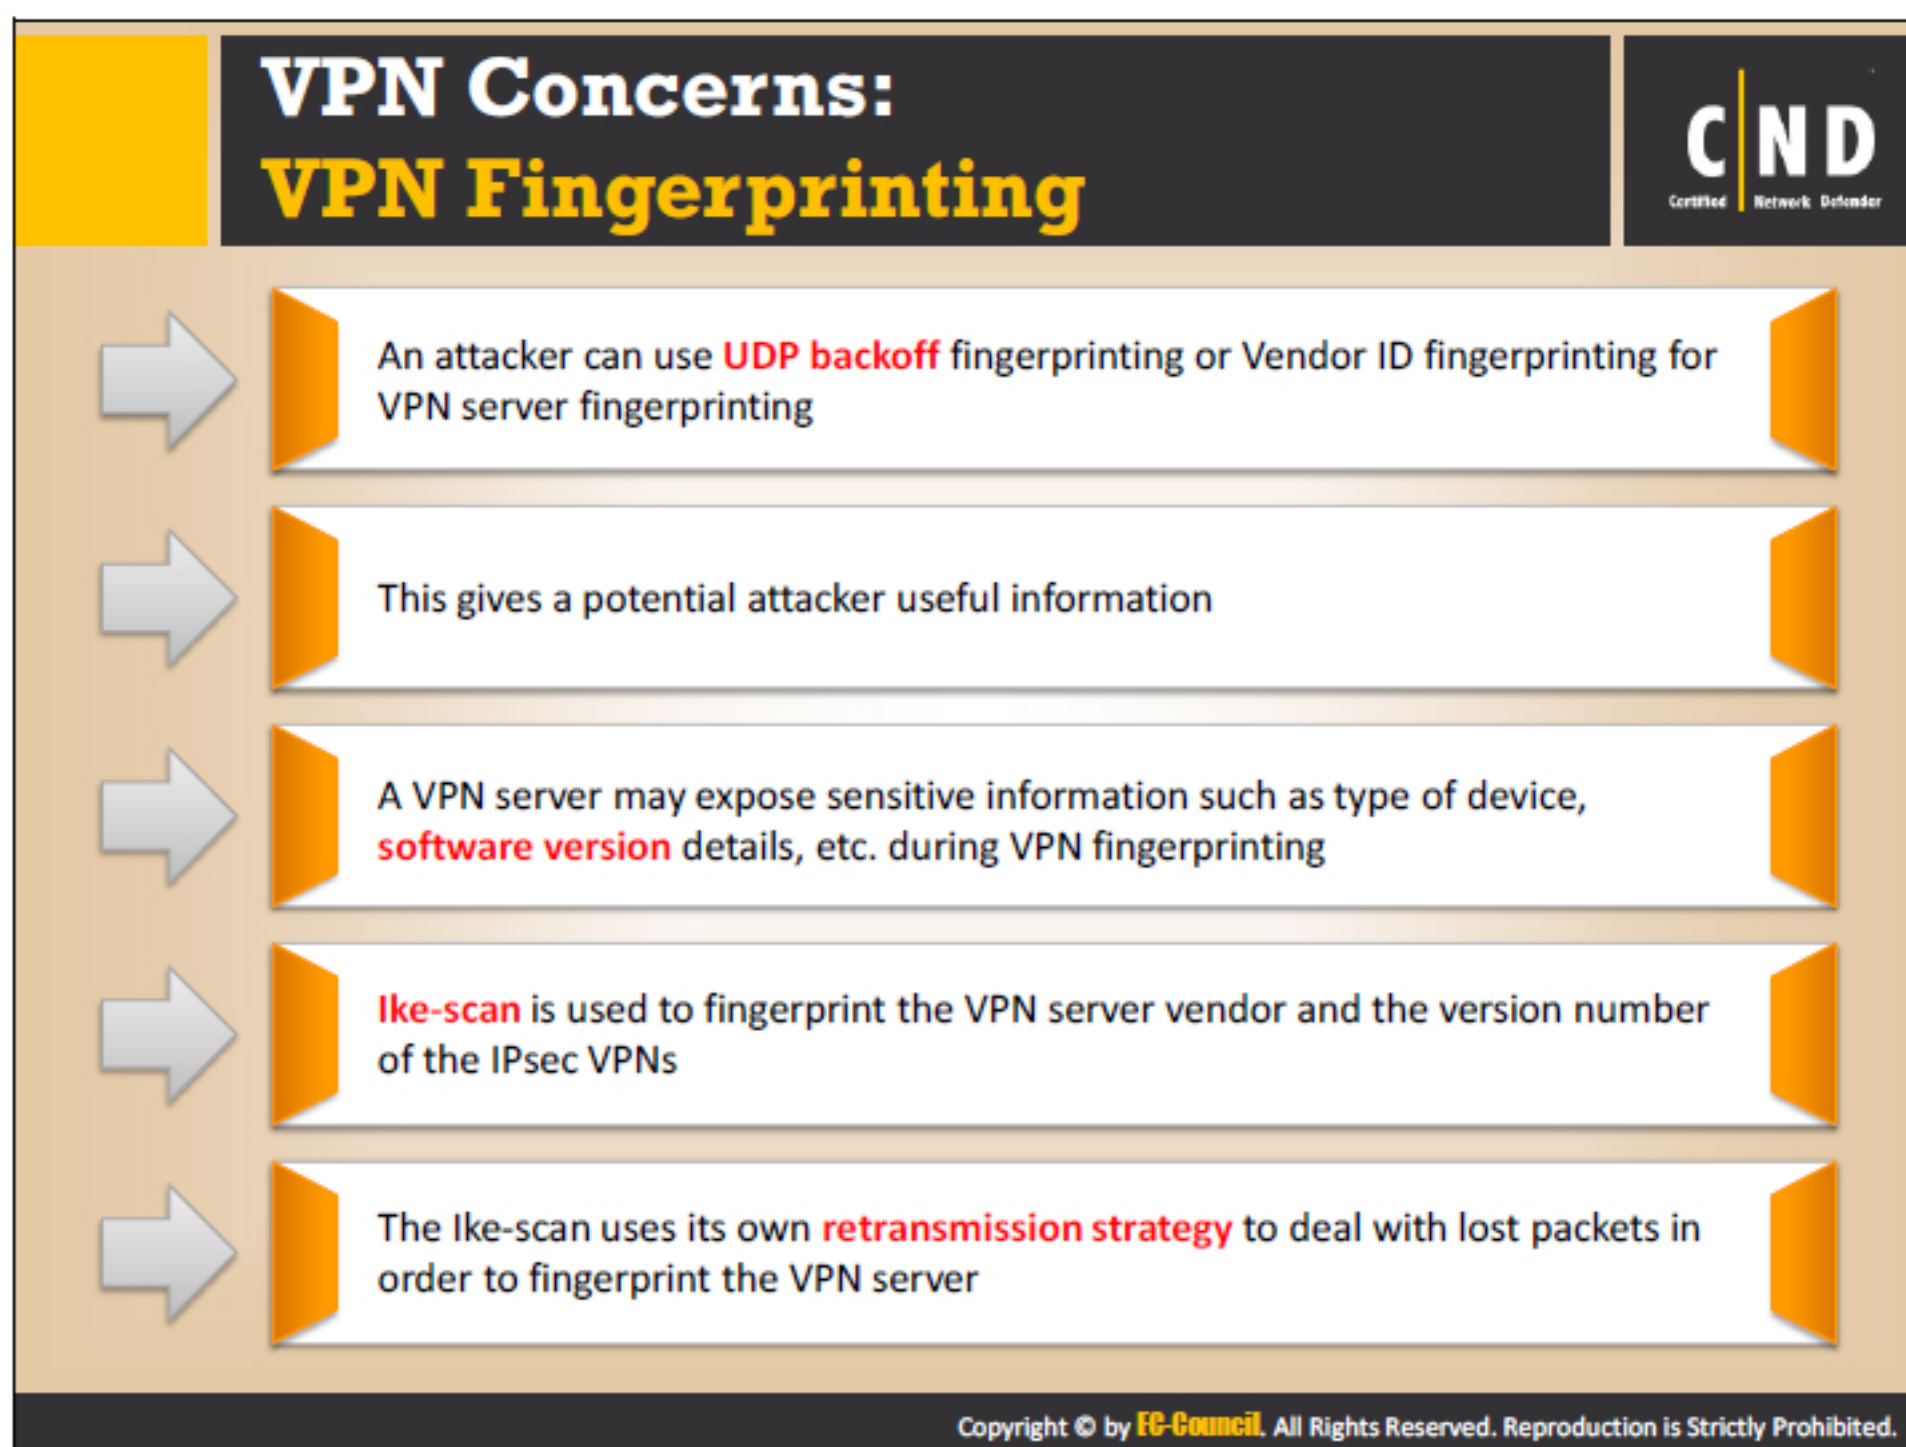 VPN Concerns:
VPN Fingerprinting
C ND
Certified Network Defender
An attacker can use UDP backoff fingerprinting or Vendor ID fingerprinting for
VPN server fingerprinting
This gives a potential attacker useful information
A VPN server may expose sensitive information such as type of device,
software version details, etc. during VPN fingerprinting
Ike-scan is used to fingerprint the VPN server vendor and the version number
of the IPsec VPNs
The Ike-scan uses its own retransmission strategy to deal with lost packets in
order to fingerprint the VPN server
Copyright © by EC-Council. All Rights Reserved. Reproduction is Strictly Prohibited.